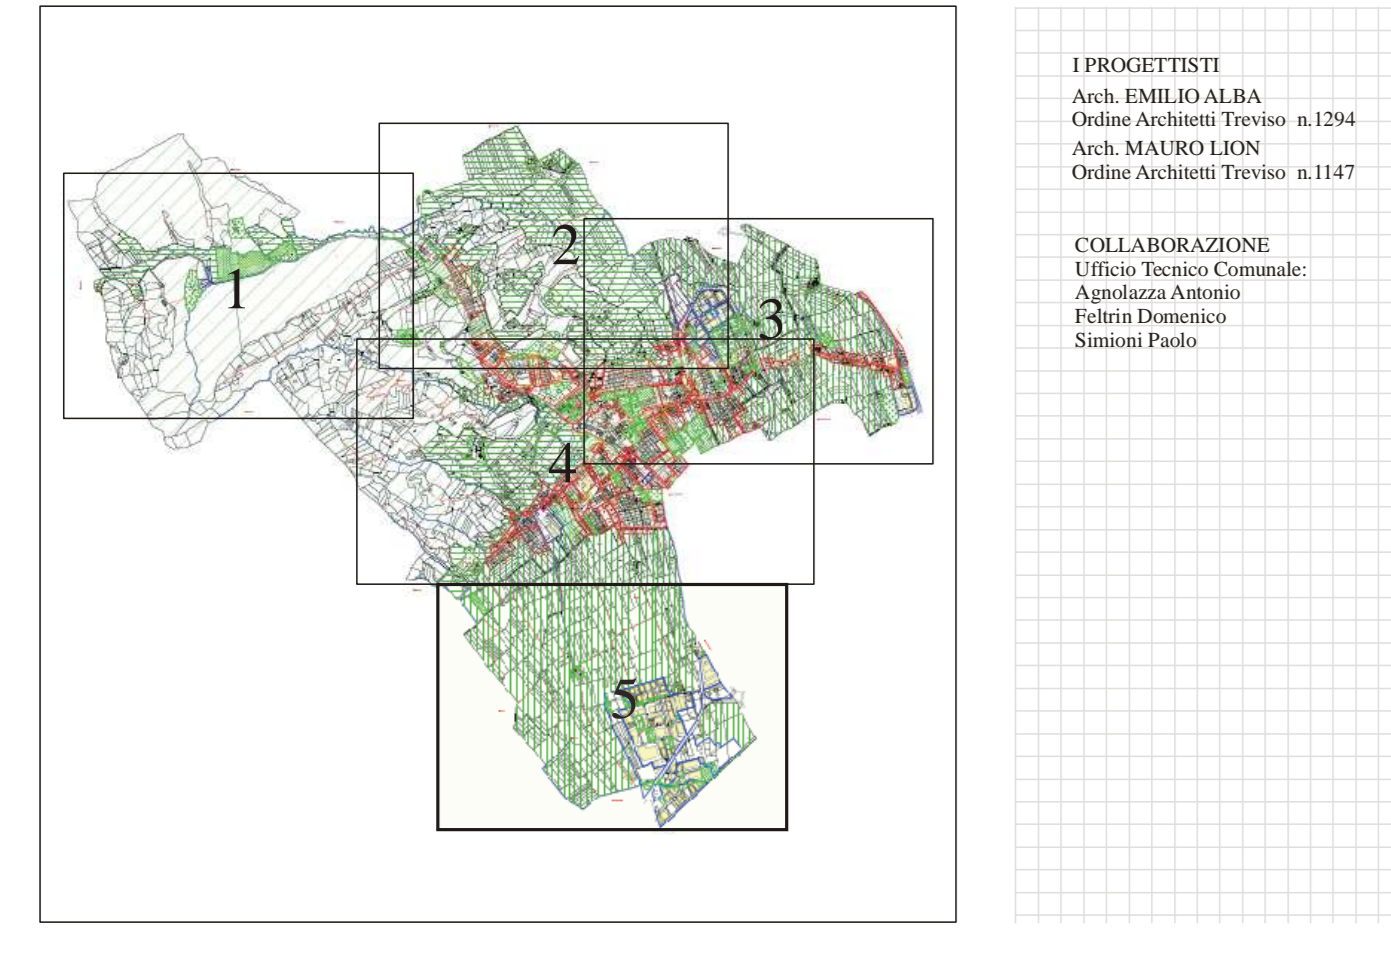 1
2
3
4
5
I PROGETTISTI
Arch. EMILIO ALBA
Ordine Architetti Treviso n.1294
Arch. MAURO LION
Ordine Architetti Treviso n.1147
COLLABORAZIONE
Ufficio Tecnico Comunale:
Agnolazza Antonio
Feltrin Domenico
Simioni Paolo